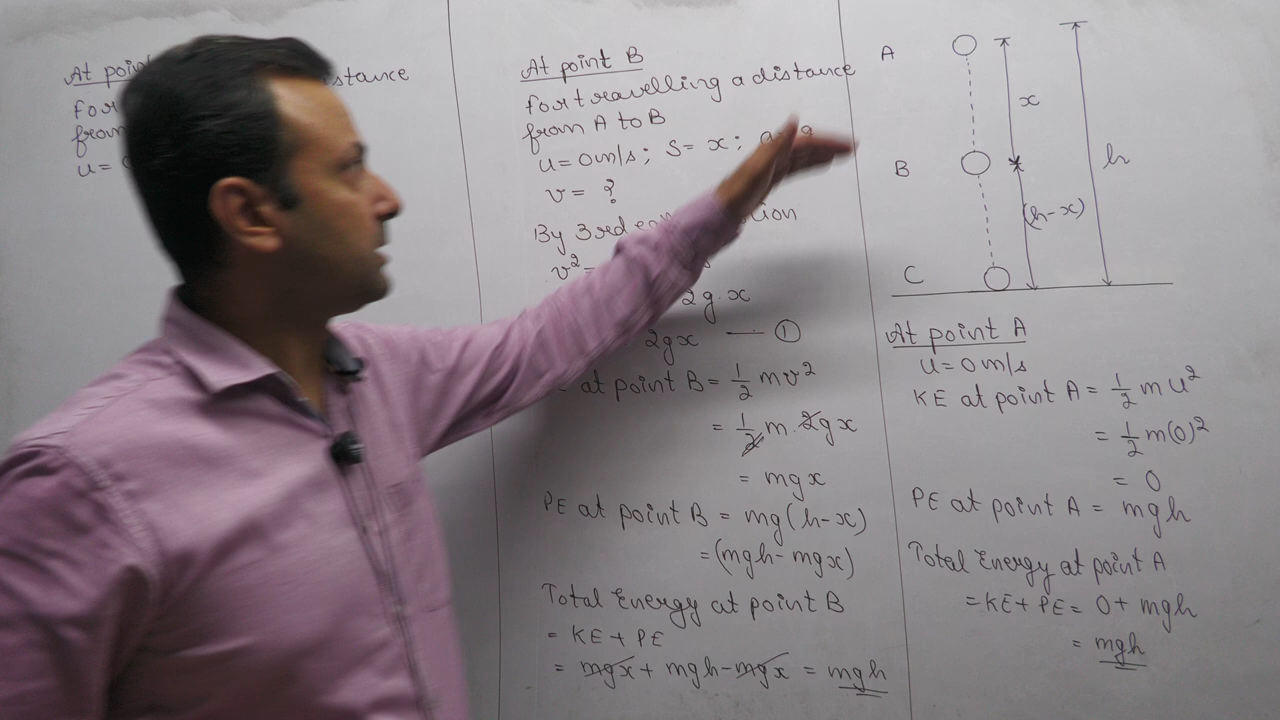 At point
istance
For
from
u=
At point B
For travelling a distance
from A to B
u = 0 m/s ; S = x ;
v = ?
By 3rd
v²=
2g.x
2gx — ①
at point B = 1/2 mv²
= 1/2 m. 2gx
= mgx
PE at point B = mg(h-x)
=(mgh-mgx)
Total Energy at point B
= KE + PE
= mgx + mgh-mgx = mgh
A
x
B
h
(h-x)
C
At point A
u = 0 m/s
KE at point A = 1/2 mu²
= 1/2 m(0)²
= 0
PE at point A = mgh
Total Energy at point A
=KE+PE= 0+ mgh
= mgh